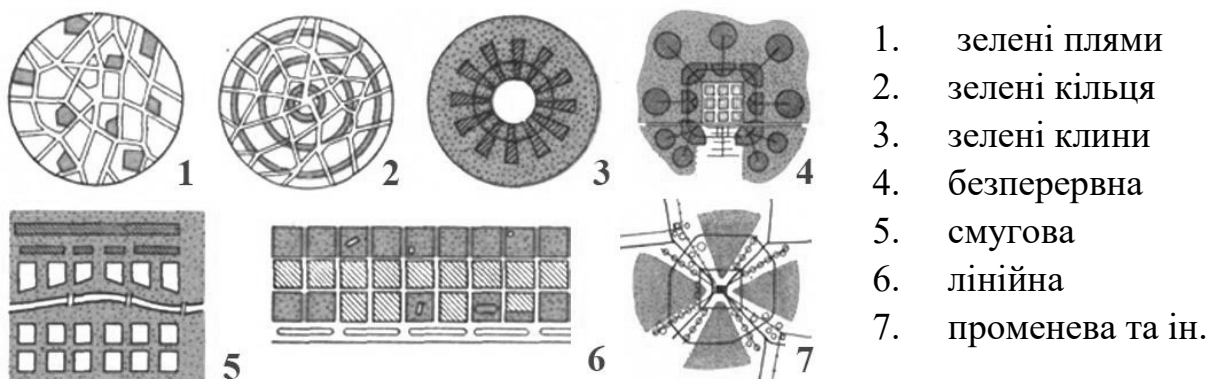 1
2
3
4
5
6
7
1. зелені плями
2. зелені кільця
3. зелені клини
4. безперервна
5. смугова
6. лінійна
7. променева та ін.